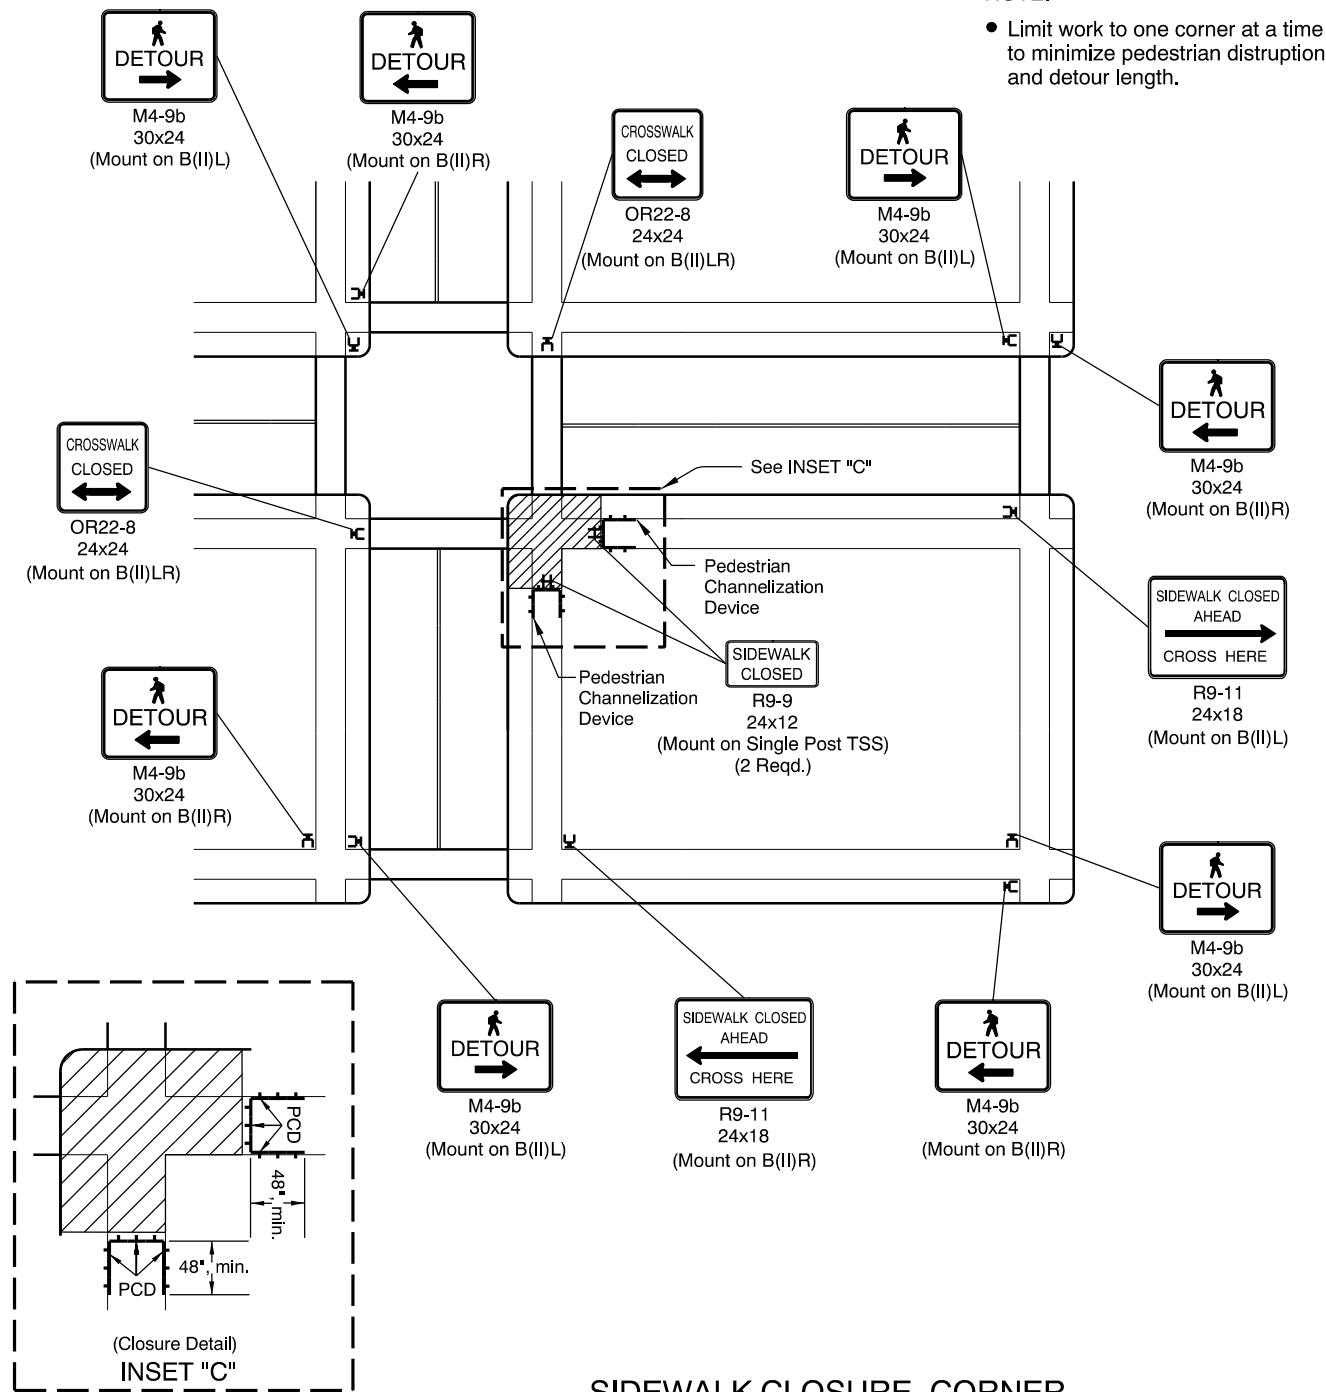 ● Limit work to one corner at a time
to minimize pedestrian distruption
and detour length.
DETOUR
M4-9b
30x24
(Mount on B(II)L)
DETOUR
M4-9b
30x24
(Mount on B(II)R)
CROSSWALK
CLOSED
OR22-8
24x24
(Mount on B(II)LR)
DETOUR
M4-9b
30x24
(Mount on B(II)L)
DETOUR
M4-9b
30x24
(Mount on B(II)R)
CROSSWALK
CLOSED
OR22-8
24x24
(Mount on B(II)LR)
See INSET "C"
Pedestrian
Channelization
Device
SIDEWALK CLOSED
AHEAD
CROSS HERE
R9-11
24x18
(Mount on B(II)L)
SIDEWALK
CLOSED
R9-9
24x12
(Mount on Single Post TSS)
(2 Reqd.)
Pedestrian
Channelization
Device
DETOUR
M4-9b
30x24
(Mount on B(II)R)
DETOUR
M4-9b
30x24
(Mount on B(II)L)
DETOUR
M4-9b
30x24
(Mount on B(II)L)
SIDEWALK CLOSED
AHEAD
CROSS HERE
R9-11
24x18
(Mount on B(II)R)
DETOUR
M4-9b
30x24
(Mount on B(II)R)
PCD
48", min.
48", min.
PCD
(Closure Detail)
INSET "C"
SIDEWALK CLOSURE, CORNER